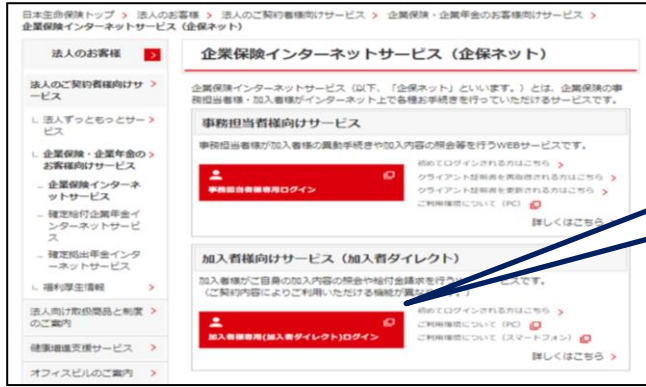 日本生命保険トップ > 法人のお客様 > 法人のご契約者様向けサービス > 企業保険・企業年金のお客様向けサービス >
企業保険インターネットサービス（企保ネット）
法人のお客様
法人のご契約者様向けサ
ービス
法人ずっともっとサー
ビス
企業保険・企業年金の
お客様向けサービス
企業保険インターネ
ットサービス
確定給付企業年金イ
ンターネットサービ
ス
確定拠出年金インタ
ーネットサービス
福利厚生情報
法人向け取扱商品と制度
のご案内
健康増進支援サービス
オフィスビルのご案内
企業保険インターネットサービス（企保ネット）
企業保険インターネットサービス（以下、「企保ネット」といいます。）とは、企業保険の事
務担当者様・加入者様がインターネット上で各種お手続きを行っていただけるサービスです。
事務担当者様向けサービス
事務担当者様が加入者様の異動手続きや加入内容の照会等を行うWEBサービスです。
事務担当者様専用ログイン
初めてログインされる方はこちら >
クライアント証明書を再取得される方はこちら >
クライアント証明書を更新される方はこちら >
ご利用環境について（PC）
詳しくはこちら >
加入者様向けサービス（加入者ダイレクト）
加入者様がご自身の加入内容の照会や給付金請求を行う
（ご契約内容によりご利用いただける機能が異な
加入者様専用(加入者ダイレクト)ログイン
初めてログインされる方はこちら >
ご利用環境について（PC）
ご利用環境について（スマートフォン）
詳しくはこちら >